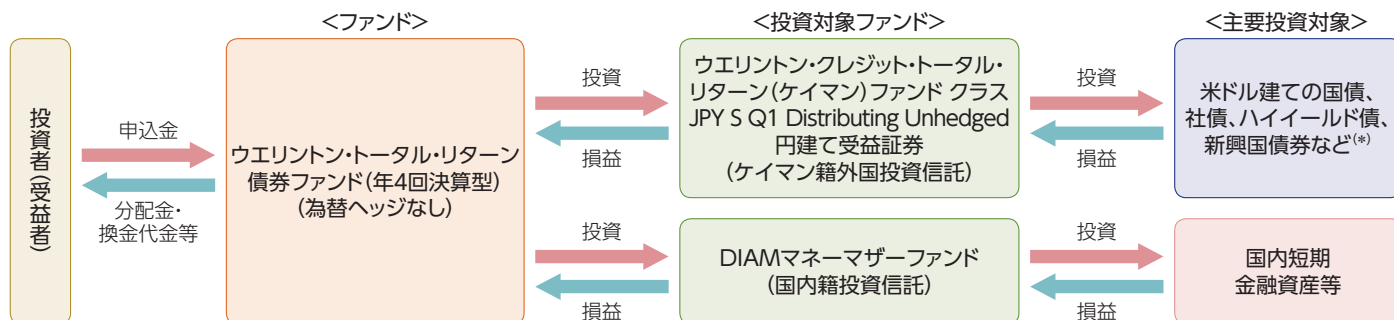 <ファンド>
<投資対象ファンド>
<主要投資対象>
投資者(受益者)
申込金
分配金・
換金代金等
ウエリントン・トータル・リターン
債券ファンド(年4回決算型)
(為替ヘッジなし)
投資
損益
ウエリントン・クレジット・トータル・
リターン(ケイマン)ファンド クラス
JPY S Q1 Distributing Unhedged
円建て受益証券
(ケイマン籍外国投資信託)
投資
損益
米ドル建ての国債、
社債、ハイイールド債、
新興国債券など(*)
投資
損益
DIAMマネーマザーファンド
(国内籍投資信託)
投資
損益
国内短期
金融資産等